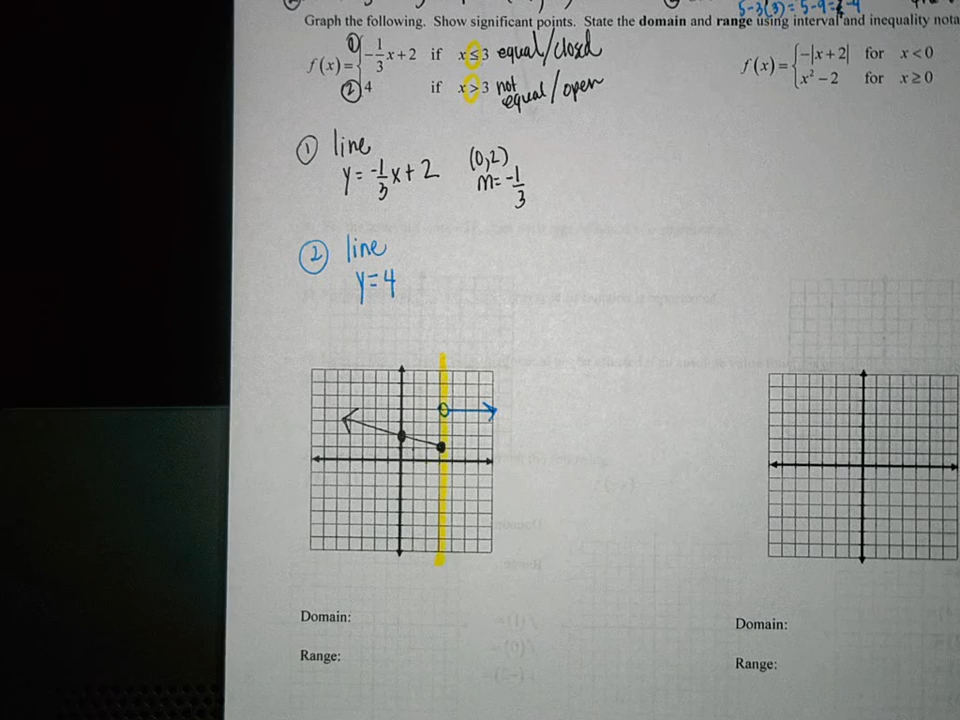 5-3(3)=5-9=-4
Graph the following. Show significant points. State the domain and range using interval and inequality
① -1/3x+2 if x≤3 equal/closed
f(x)=
② 4 if x>3 not equal/open
f(x)= -|x+2| for x<0
x²-2 for x≥0
① line
y=-1/3x+2
(0,2)
m=-1/3
② line
y=4
Domain:
Range:
Domain:
Range: